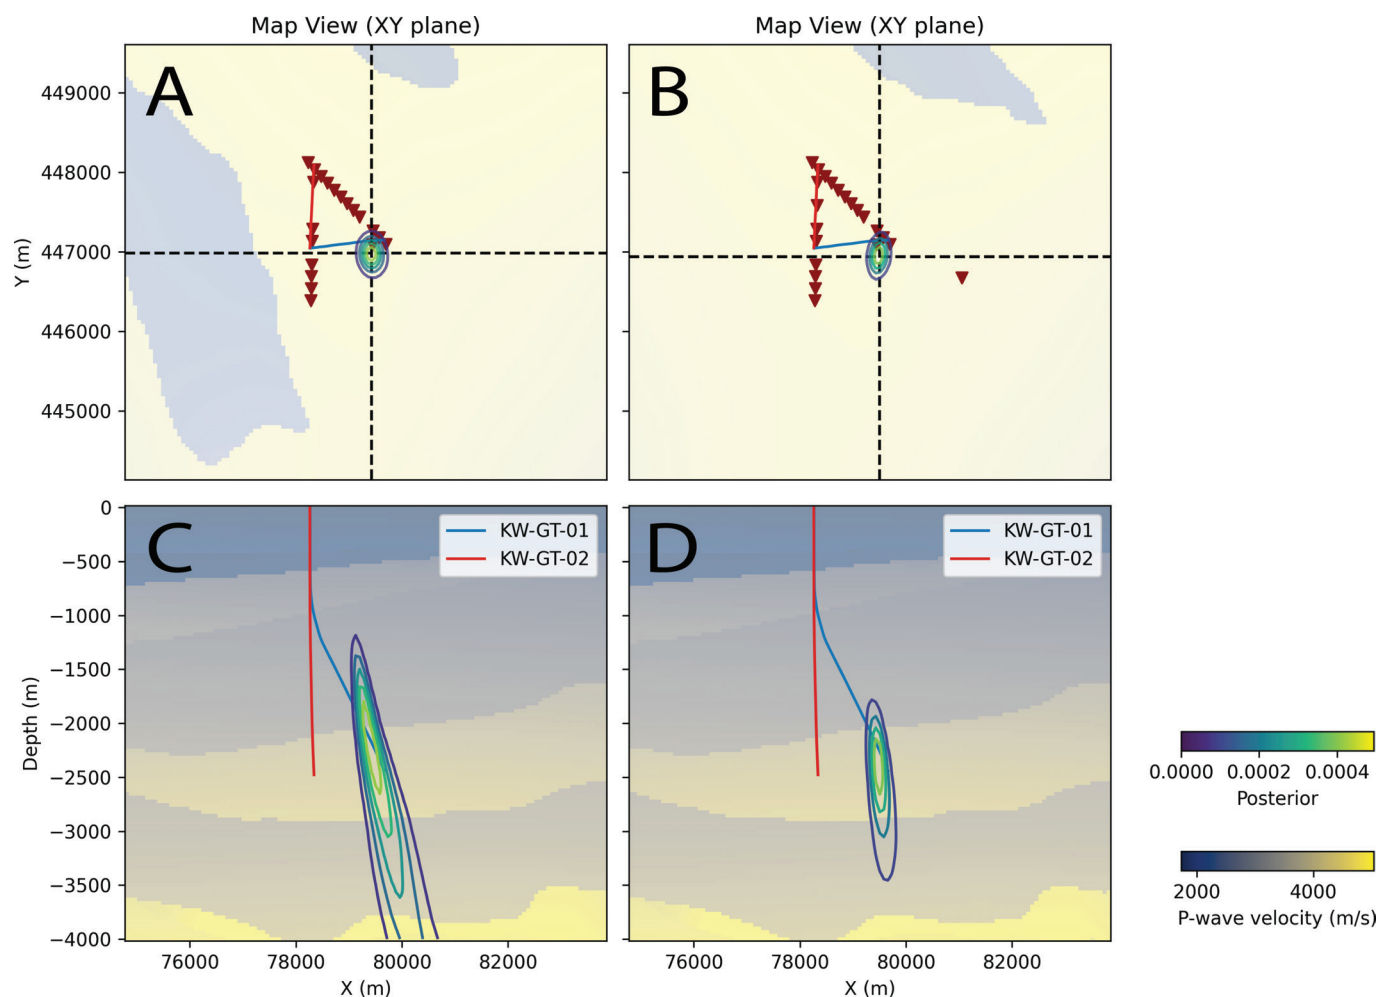 Map View (XY plane)
Map View (XY plane)
A
B
449000
448000
447000
446000
445000
Y (m)
C
D
KW-GT-01
KW-GT-02
KW-GT-01
KW-GT-02
0
−500
−1000
−1500
−2000
−2500
−3000
−3500
−4000
Depth (m)
76000 78000 80000 82000
X (m)
76000 78000 80000 82000
X (m)
0.0000 0.0002 0.0004
Posterior
2000 4000
P-wave velocity (m/s)